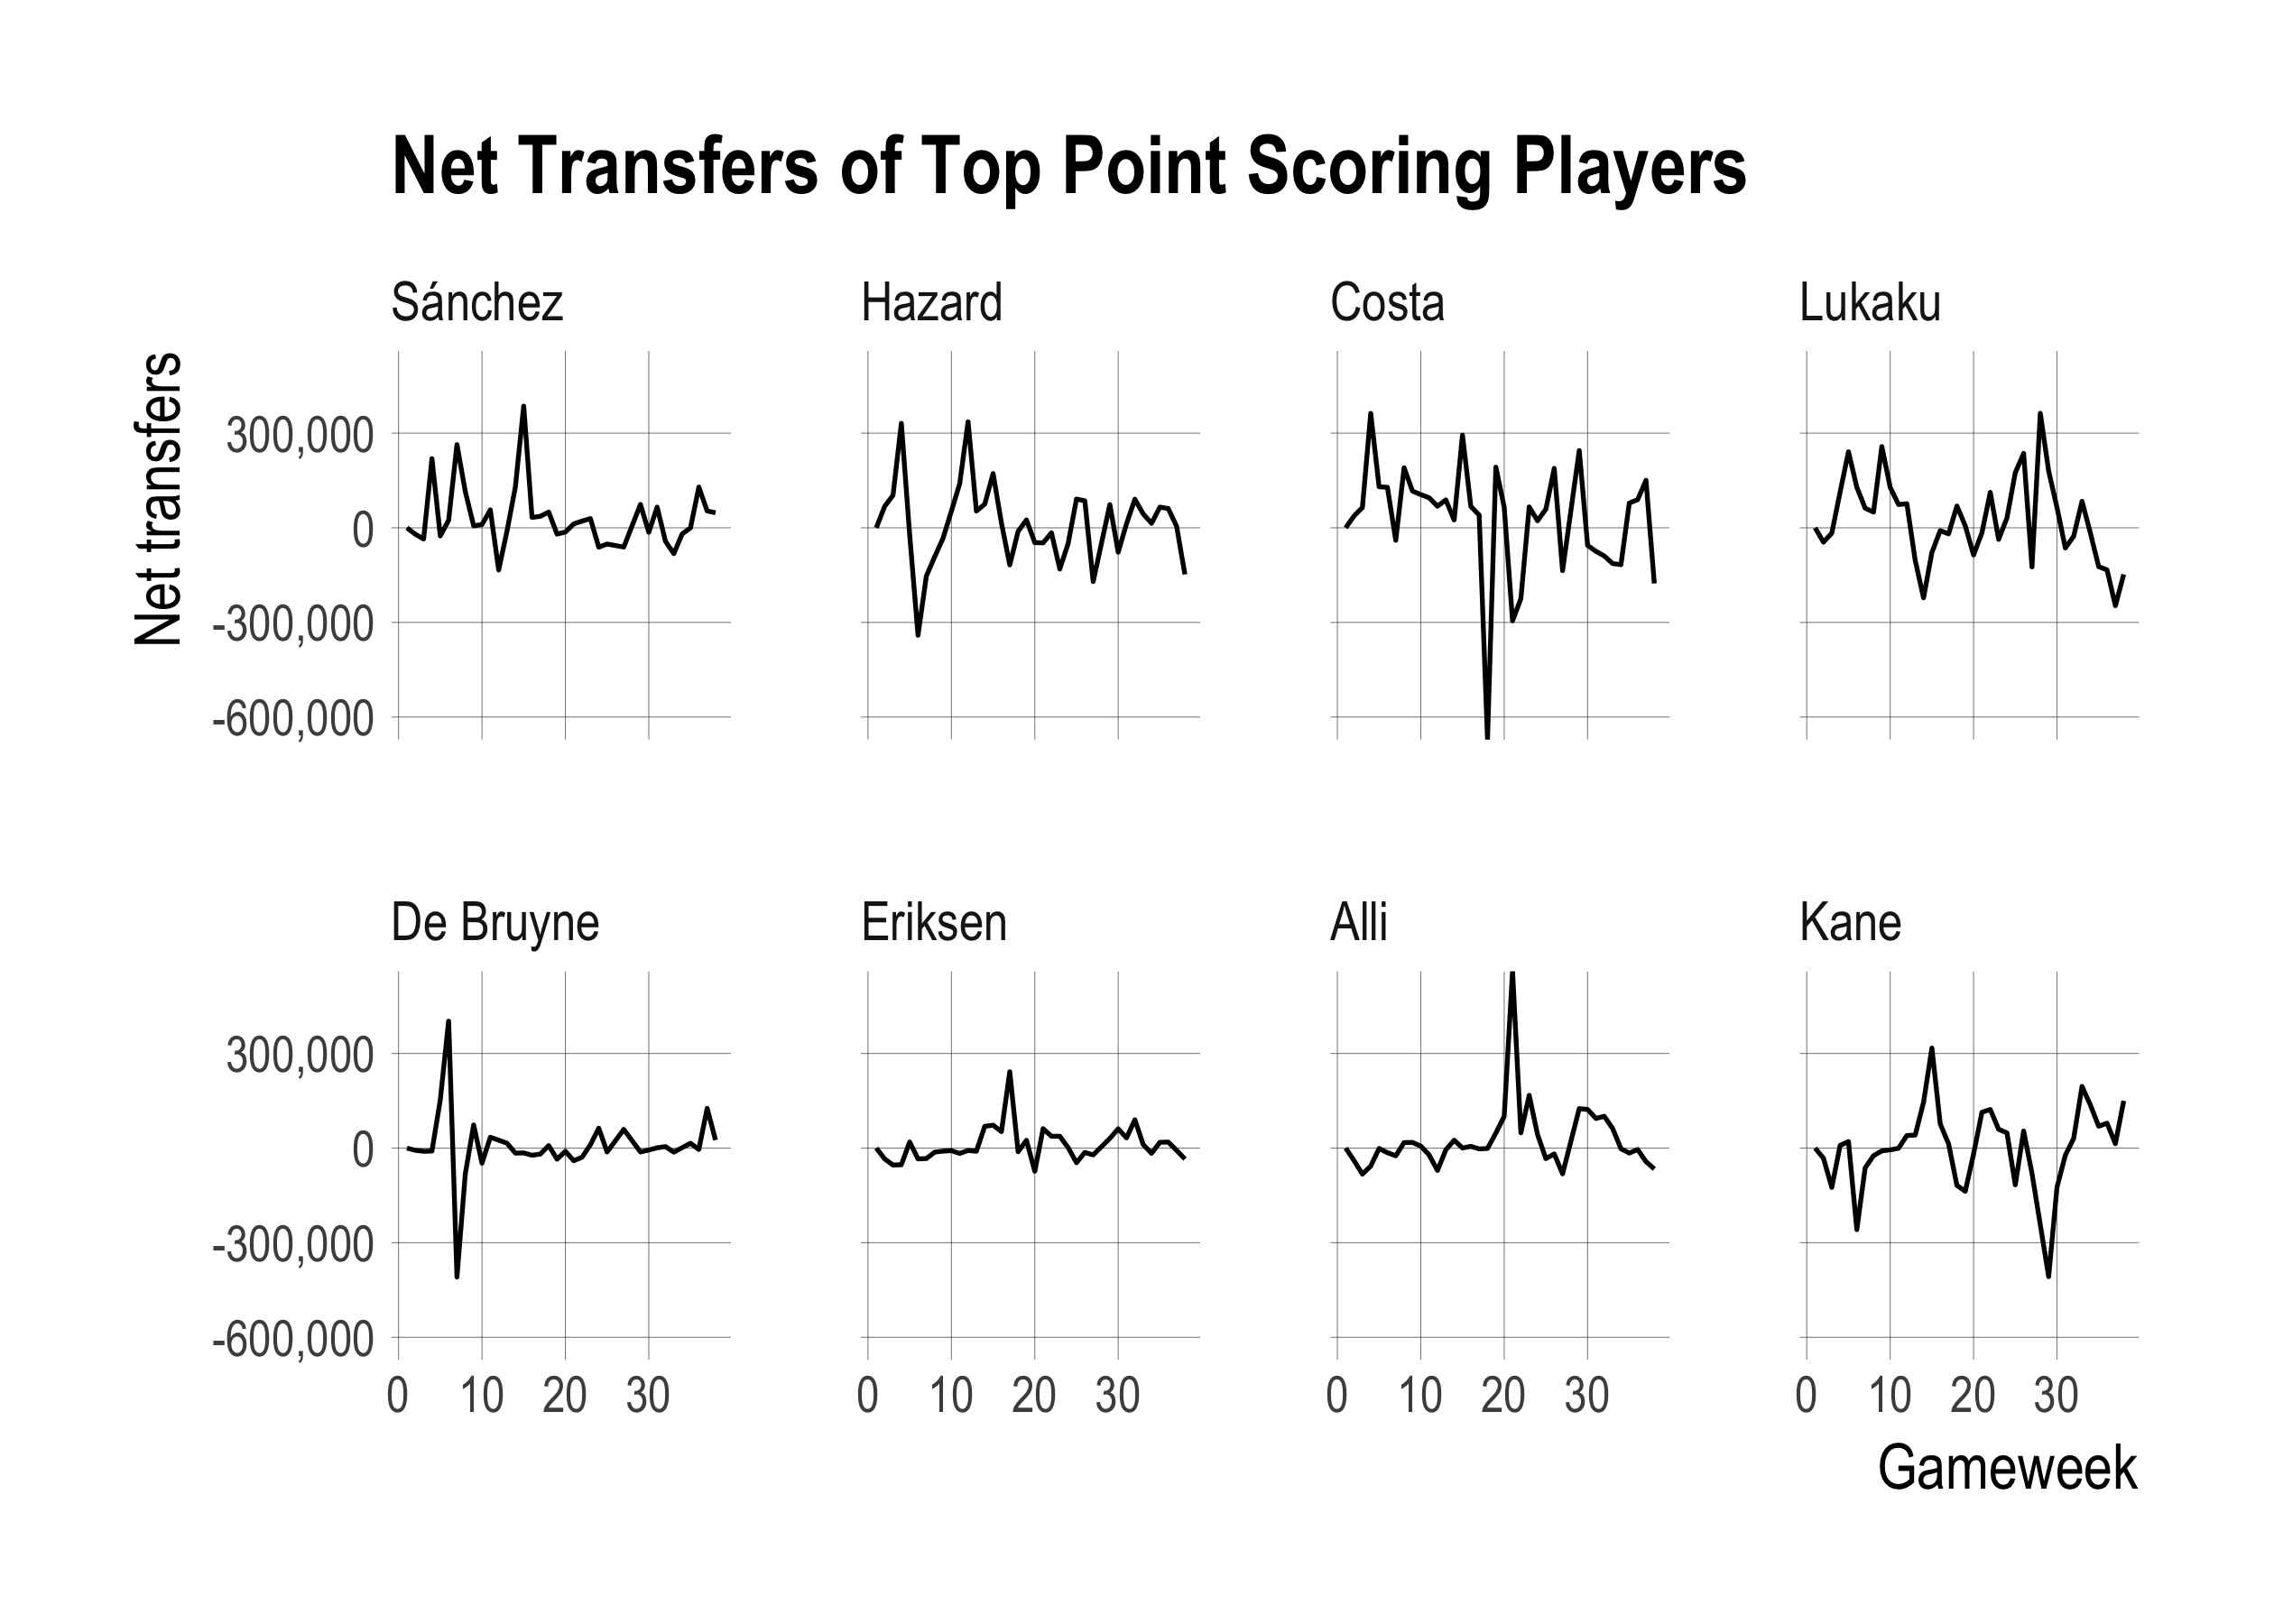 Net Transfers of Top Point Scoring Players
Sánchez
Hazard
Costa
Lukaku
Net transfers
300,000
0
-300,000
-600,000
De Bruyne
Eriksen
Alli
Kane
300,000
0
-300,000
-600,000
0 10 20 30
0 10 20 30
0 10 20 30
0 10 20 30
Gameweek